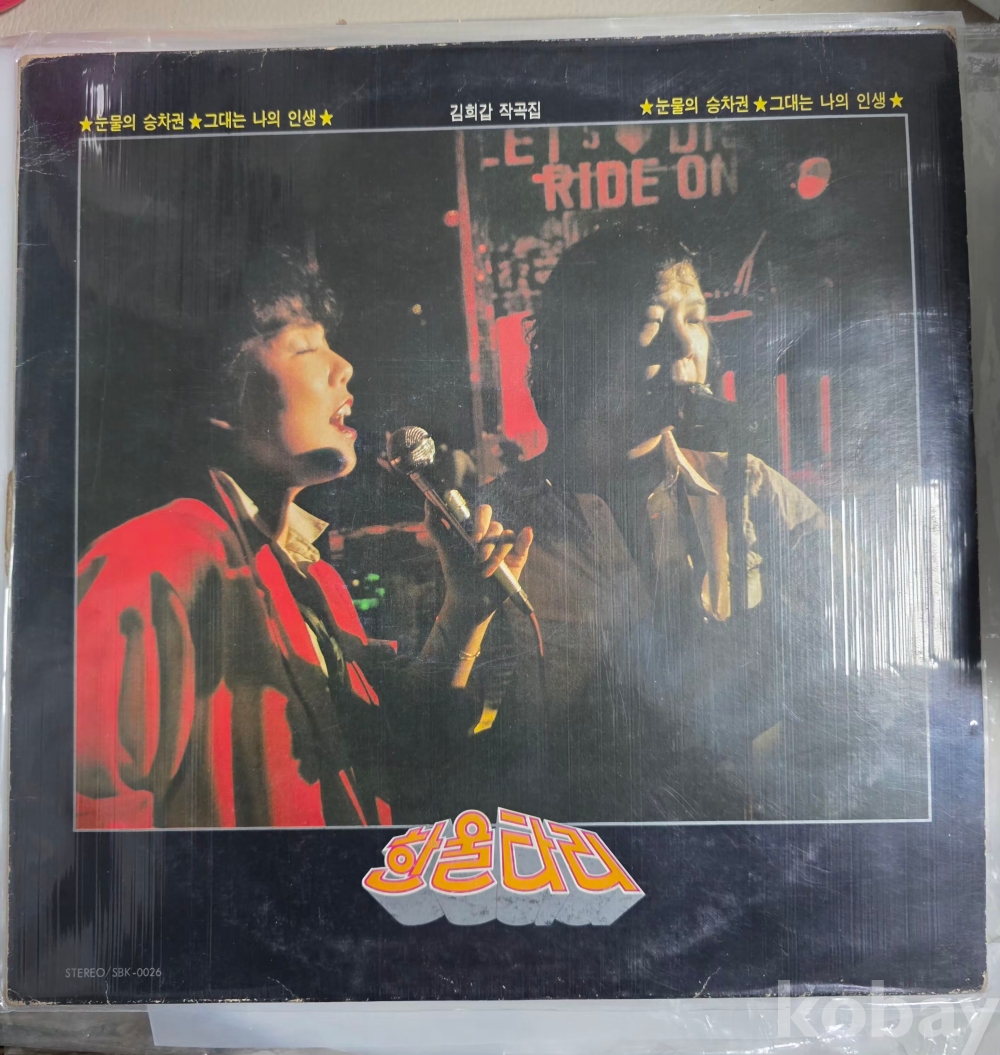 ★눈물의 승차권★그대는 나의 인생★
김희갑 작곡집
★눈물의 승차권★그대는 나의 인생★
RIDE ON
한울타리
STEREO/SBK-0026
kobay